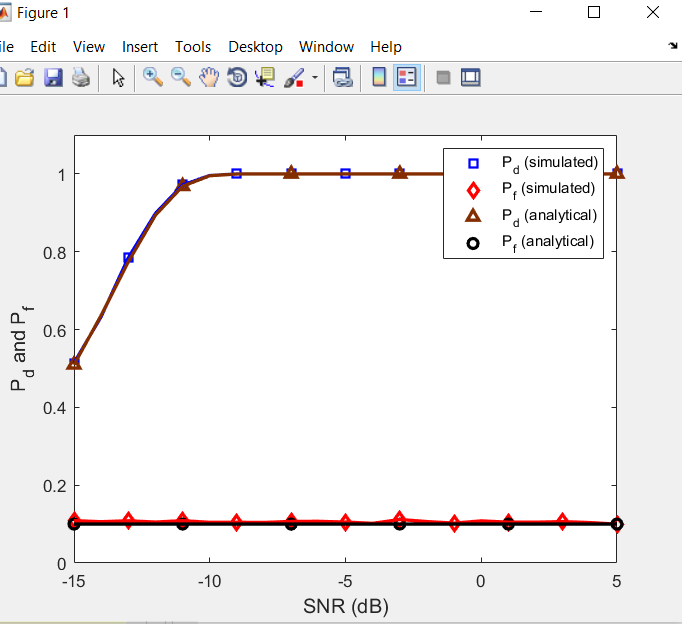 Figure 1
ile Edit View Insert Tools Desktop Window Help
P_d (simulated)
P_f (simulated)
P_d (analytical)
P_f (analytical)
P_d and P_f
1
0.8
0.6
0.4
0.2
0
-15 -10 -5 0 5
SNR (dB)